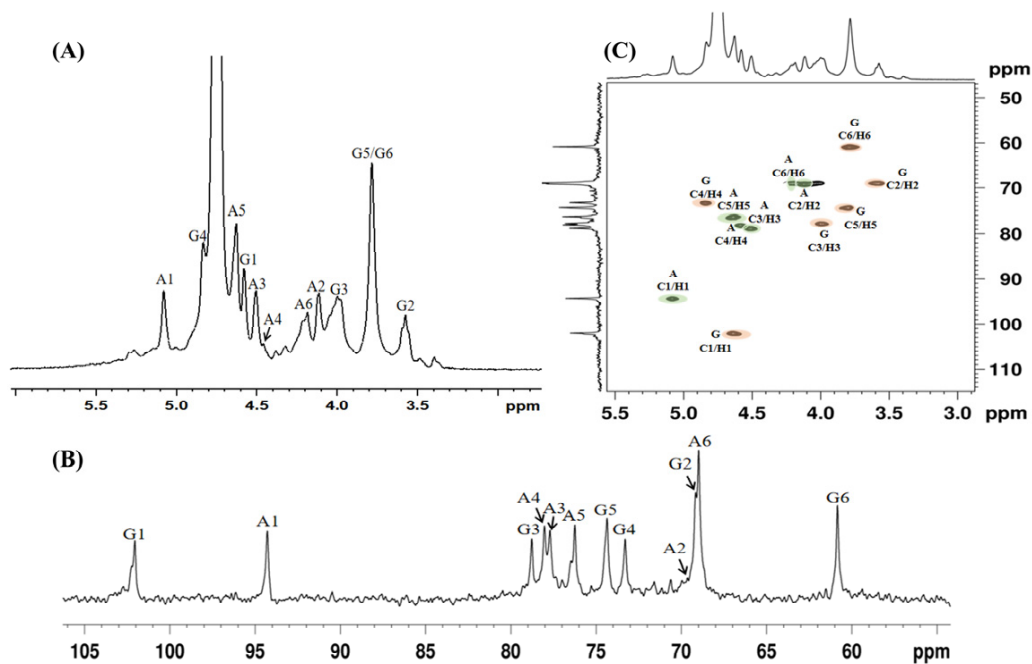 (A)
A1
G4
A5
G1
A3
A4
A6
A2
G3
G5/G6
G2
5.5 5.0 4.5 4.0 3.5 ppm
(C)
ppm
50
60
70
80
90
100
110
G
C6/H6
A
C6/H6
G
C2/H2
A
C2/H2
G
C4/H4
A
C5/H5
A
C3/H3
A
C4/H4
G
C5/H5
G
C3/H3
A
C1/H1
G
C1/H1
5.5 5.0 4.5 4.0 3.5 3.0 ppm
(B)
G1
A1
G3
A4
A3
A5
G5
G4
A2
G2
A6
G6
105 100 95 90 85 80 75 70 65 60 ppm